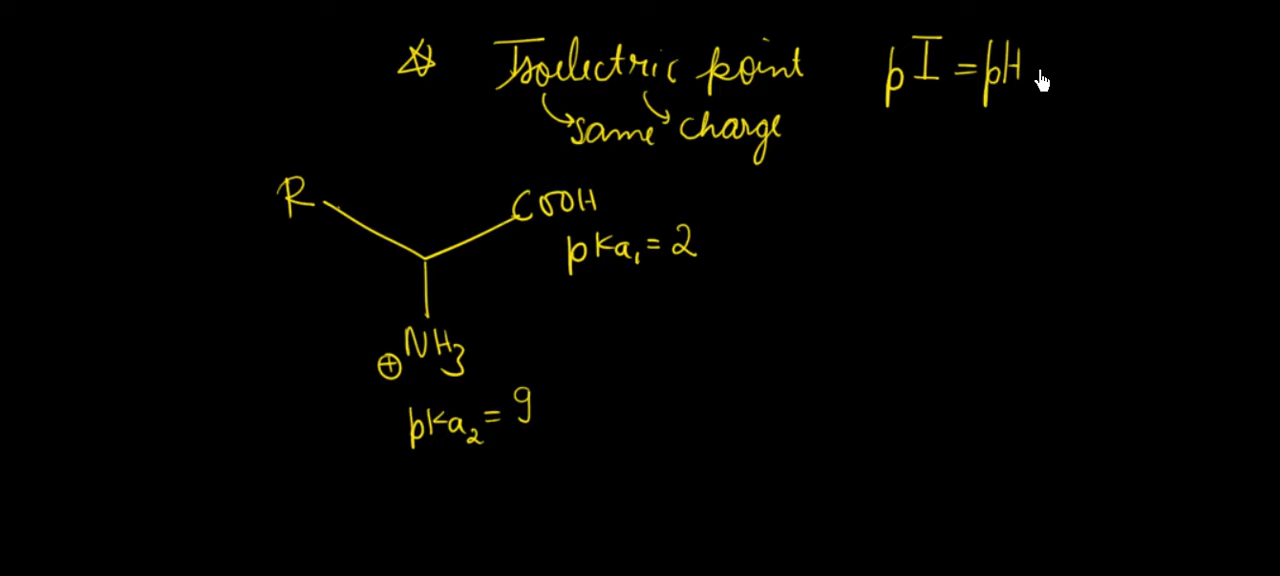 ☆ Isoelectric point pI = pH
same charge
R COOH
pKa₁ = 2
⊕NH₃
pKa₂ = 9